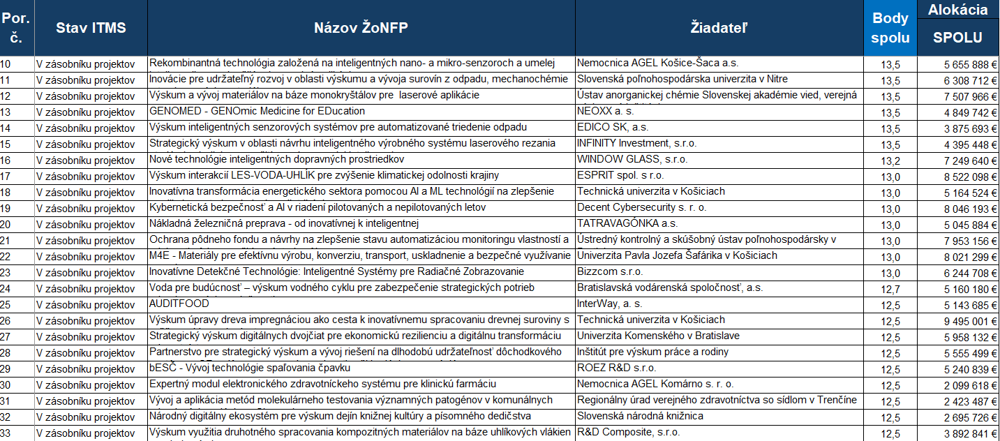 Por. č. Stav ITMS Názov ŽoNFP Žiadateľ Body spolu Alokácia SPOLU
10 V zásobníku projektov Rekombinantná technológia založená na inteligentných nano- a mikro-senzoroch a umelej Nemocnica AGEL Košice-Šaca a.s. 13,5 5 655 888 €
11 V zásobníku projektov Inovácie pre udržateľný rozvoj v oblasti výskumu a vývoja surovín z odpadu, mechanochémie Slovenská poľnohospodárska univerzita v Nitre 13,5 6 308 712 €
12 V zásobníku projektov Výskum a vývoj materiálov na báze monokryštálov pre laserové aplikácie Ústav anorganickej chémie Slovenskej akadémie vied, verejná 13,5 7 507 966 €
13 V zásobníku projektov GENOMED - GENOmic Medicine for EDucation NEOXX a. s. 13,5 4 849 742 €
14 V zásobníku projektov Výskum inteligentných senzorových systémov pre automatizované triedenie odpadu EDICO SK, a.s. 13,5 3 875 693 €
15 V zásobníku projektov Strategický výskum v oblasti návrhu inteligentného výrobného systému laserového rezania INFINITY Investment, s.r.o. 13,5 4 395 448 €
16 V zásobníku projektov Nové technológie inteligentných dopravných prostriedkov WINDOW GLASS, s.r.o. 13,2 7 249 640 €
17 V zásobníku projektov Výskum interakcií LES-VODA-UHLÍK pre zvýšenie klimatickej odolnosti krajiny ESPRIT spol. s r.o. 13,0 8 522 098 €
18 V zásobníku projektov Inovatívna transformácia energetického sektora pomocou AI a ML technológií na zlepšenie Technická univerzita v Košiciach 13,0 5 164 524 €
19 V zásobníku projektov Kybernetická bezpečnosť a AI v riadení pilotovaných a nepilotovaných letov Decent Cybersecurity s. r. o. 13,0 8 046 193 €
20 V zásobníku projektov Nákladná železničná preprava - od inovatívnej k inteligentnej TATRAVAGÓNKA a.s. 13,0 5 045 884 €
21 V zásobníku projektov Ochrana pôdneho fondu a návrhy na zlepšenie stavu automatizáciou monitoringu vlastností a Ústredný kontrolný a skúšobný ústav poľnohospodársky v 13,0 7 953 156 €
22 V zásobníku projektov M4E - Materiály pre efektívnu výrobu, konverziu, transport, uskladnenie a bezpečné využívanie Univerzita Pavla Jozefa Šafárika v Košiciach 13,0 8 021 299 €
23 V zásobníku projektov Inovatívne Detekčné Technológie: Inteligentné Systémy pre Radiačné Zobrazovanie Bizzcom s.r.o. 13,0 6 244 708 €
24 V zásobníku projektov Voda pre budúcnosť – výskum vodného cyklu pre zabezpečenie strategických potrieb Bratislavská vodárenská spoločnosť, a.s. 12,7 5 160 180 €
25 V zásobníku projektov AUDITFOOD InterWay, a. s. 12,5 5 143 685 €
26 V zásobníku projektov Výskum úpravy dreva impregnáciou ako cesta k inovatívnemu spracovaniu drevnej suroviny s Technická univerzita v Košiciach 12,5 9 495 001 €
27 V zásobníku projektov Strategický výskum digitálnych dvojčiat pre ekonomickú rezilienciu a digitálnu transformáciu Univerzita Komenského v Bratislave 12,5 5 958 132 €
28 V zásobníku projektov Partnerstvo pre strategický výskum a vývoj riešení na dlhodobú udržateľnosť dôchodkového Inštitút pre výskum práce a rodiny 12,5 5 555 499 €
29 V zásobníku projektov bESČ - Vývoj technológie spaľovania čpavku ROEZ R&D s.r.o. 12,5 5 240 839 €
30 V zásobníku projektov Expertný modul elektronického zdravotníckeho systému pre klinickú farmáciu Nemocnica AGEL Komárno s. r. o. 12,5 2 099 618 €
31 V zásobníku projektov Vývoj a aplikácia metód molekulárneho testovania významných patogénov v komunálnych Regionálny úrad verejného zdravotníctva so sídlom v Trenčíne 12,5 2 423 487 €
32 V zásobníku projektov Národný digitálny ekosystém pre výskum dejín knižnej kultúry a písomného dedičstva Slovenská národná knižnica 12,5 2 695 726 €
33 V zásobníku projektov Výskum využitia druhotného spracovania kompozitných materiálov na báze uhlíkových vlákien R&D Composite, s.r.o. 12,5 3 892 841 €